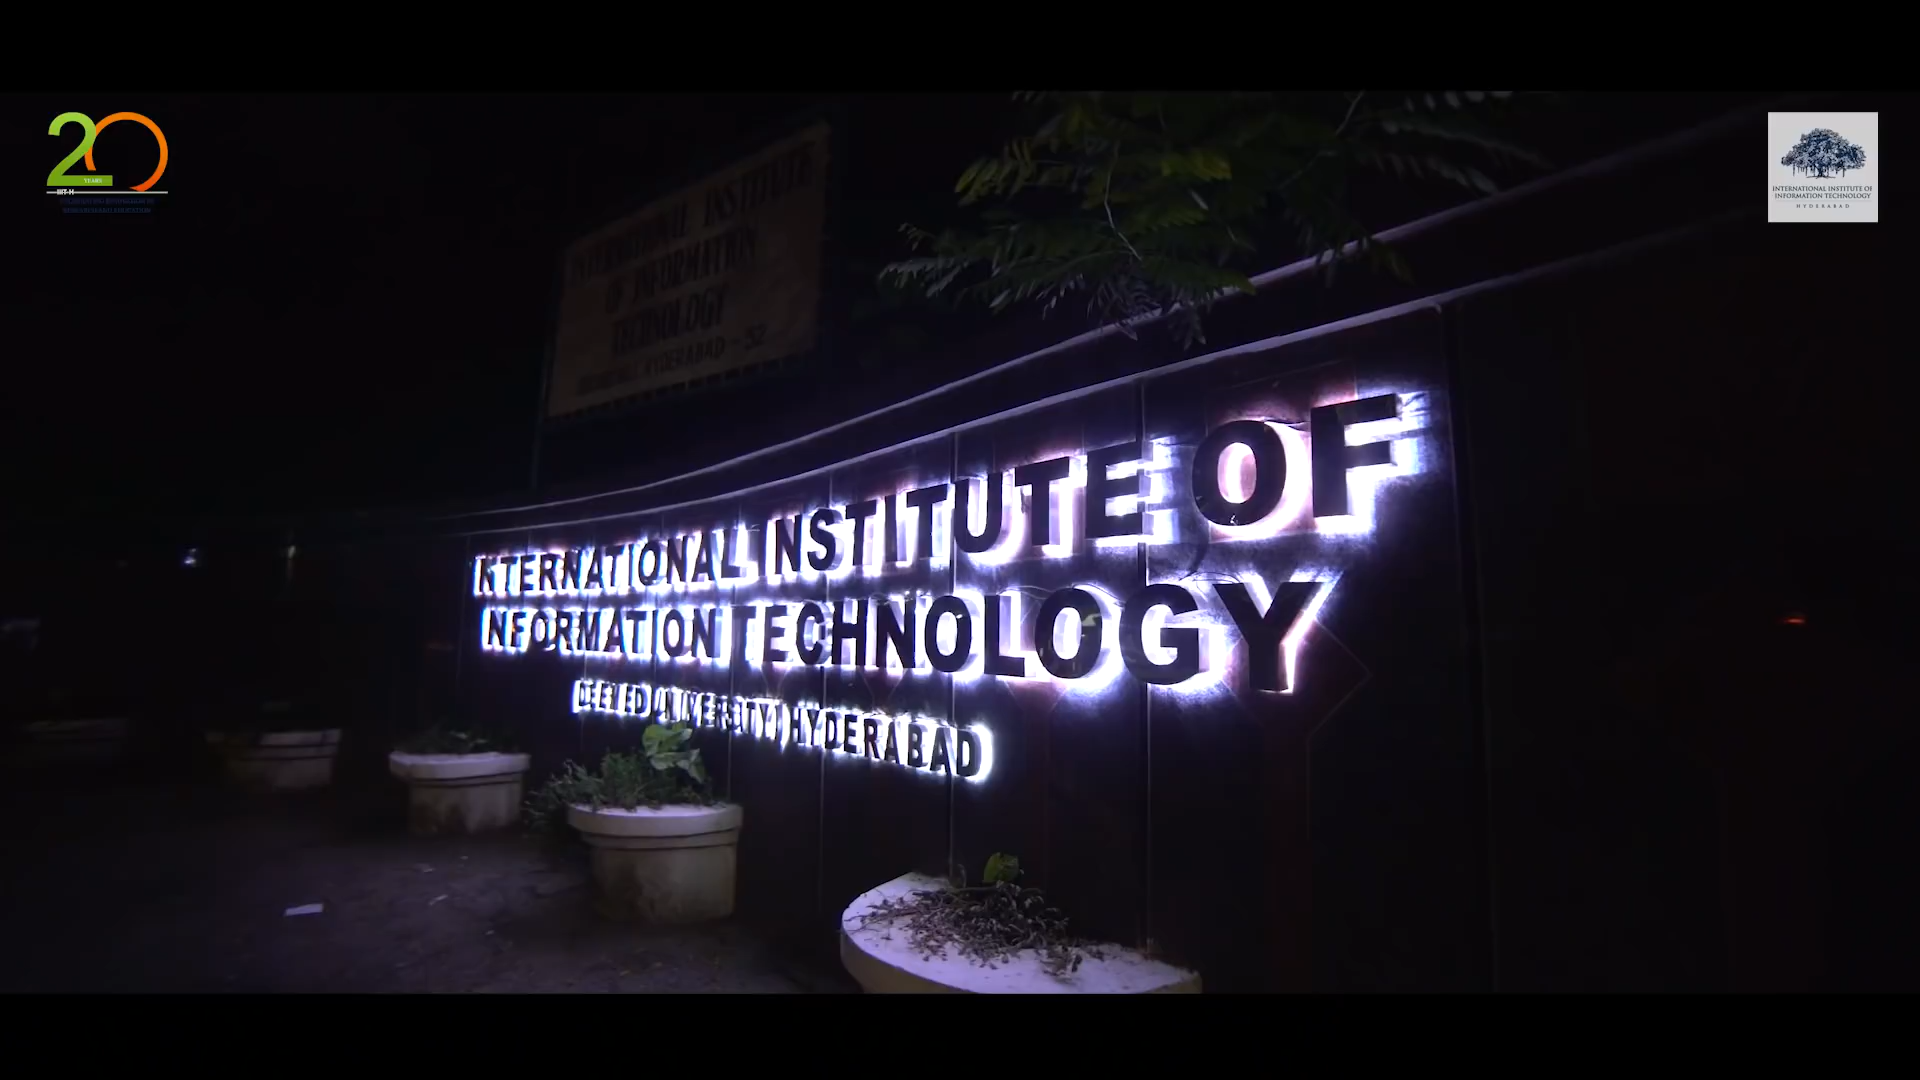 20
YEARS
IIIT-H
INTERNATIONAL INSTITUTE OF
INFORMATION TECHNOLOGY
HYDERABAD
INTERNATIONAL INSTITUTE
OF INFORMATION
TECHNOLOGY
HYDERABAD - 32
INTERNATIONAL INSTITUTE OF
INFORMATION TECHNOLOGY
(DEEMED UNIVERSITY) HYDERABAD